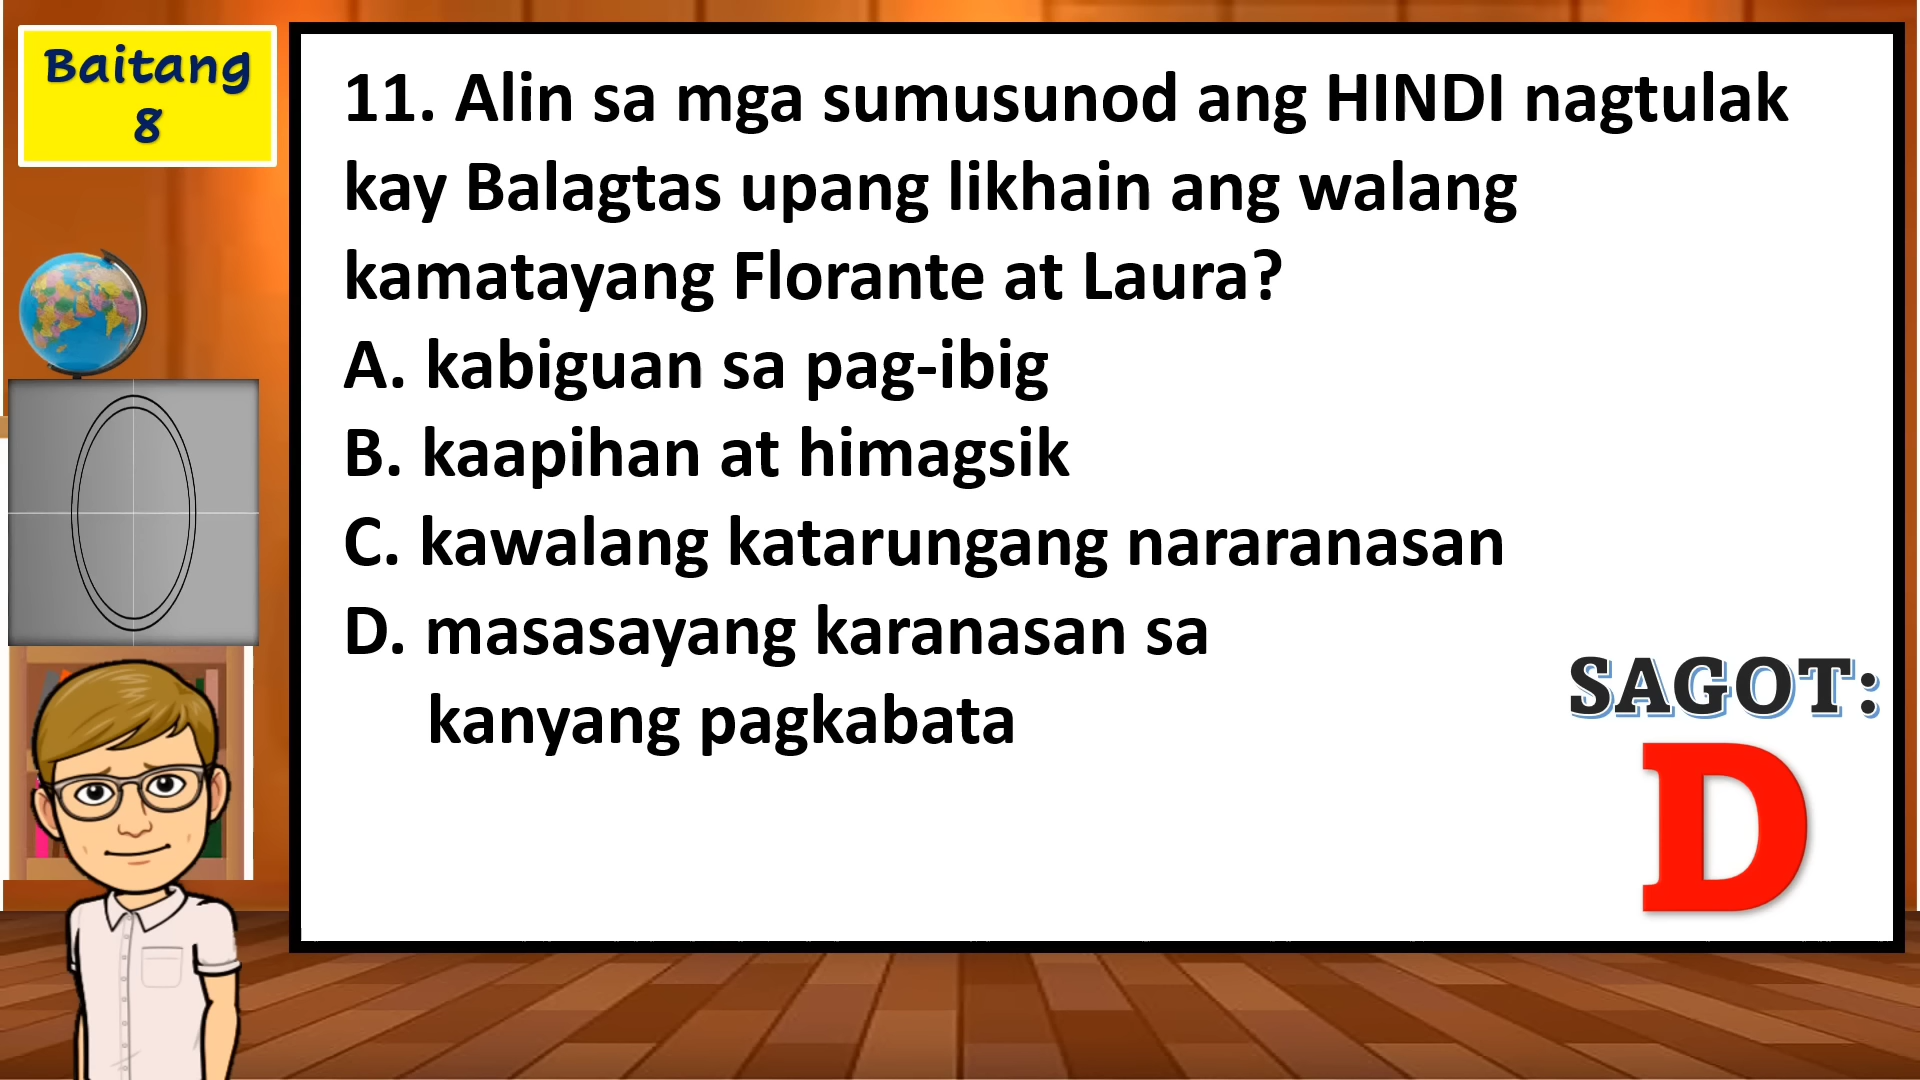 Baitang
8
11. Alin sa mga sumusunod ang HINDI nagtulak
kay Balagtas upang likhain ang walang
kamatayang Florante at Laura?
A. kabiguan sa pag-ibig
B. kaapihan at himagsik
C. kawalang katarungang nararanasan
D. masasayang karanasan sa
kanyang pagkabata
SAGOT:
D